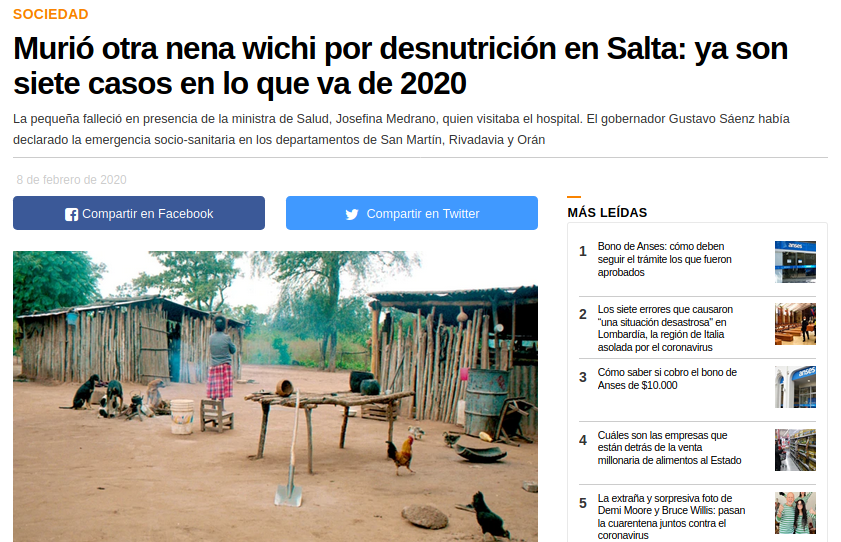 SOCIEDAD
Murió otra nena wichi por desnutrición en Salta: ya son
siete casos en lo que va de 2020
La pequeña falleció en presencia de la ministra de Salud, Josefina Medrano, quien visitaba el hospital. El gobernador Gustavo Sáenz había
declarado la emergencia socio-sanitaria en los departamentos de San Martín, Rivadavia y Orán
8 de febrero de 2020
Compartir en Facebook
Compartir en Twitter
MÁS LEÍDAS
1 Bono de Anses: cómo deben
seguir el trámite los que fueron
aprobados
anses
2 Los siete errores que causaron
“una situación desastrosa” en
Lombardía, la región de Italia
asolada por el coronavirus
3 Cómo saber si cobro el bono de
Anses de $10.000
anses
4 Cuáles son las empresas que
están detrás de la venta
millonaria de alimentos al Estado
5 La extraña y sorpresiva foto de
Demi Moore y Bruce Willis: pasan
la cuarentena juntos contra el
coronavirus